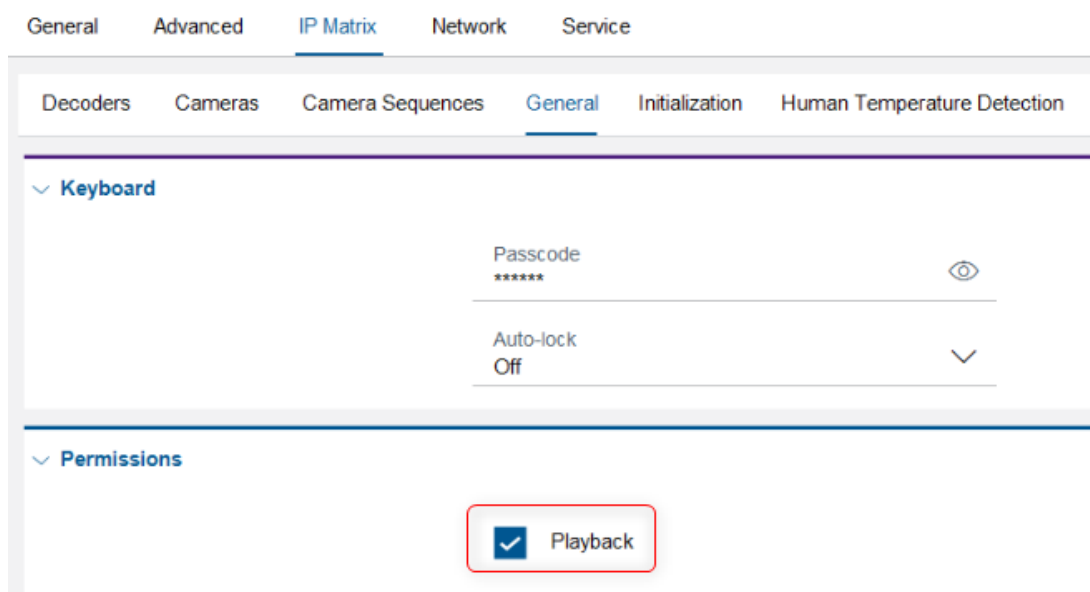 General Advanced IP Matrix Network Service
Decoders Cameras Camera Sequences General Initialization Human Temperature Detection
Keyboard
Passcode
******
Auto-lock
Off
Permissions
Playback